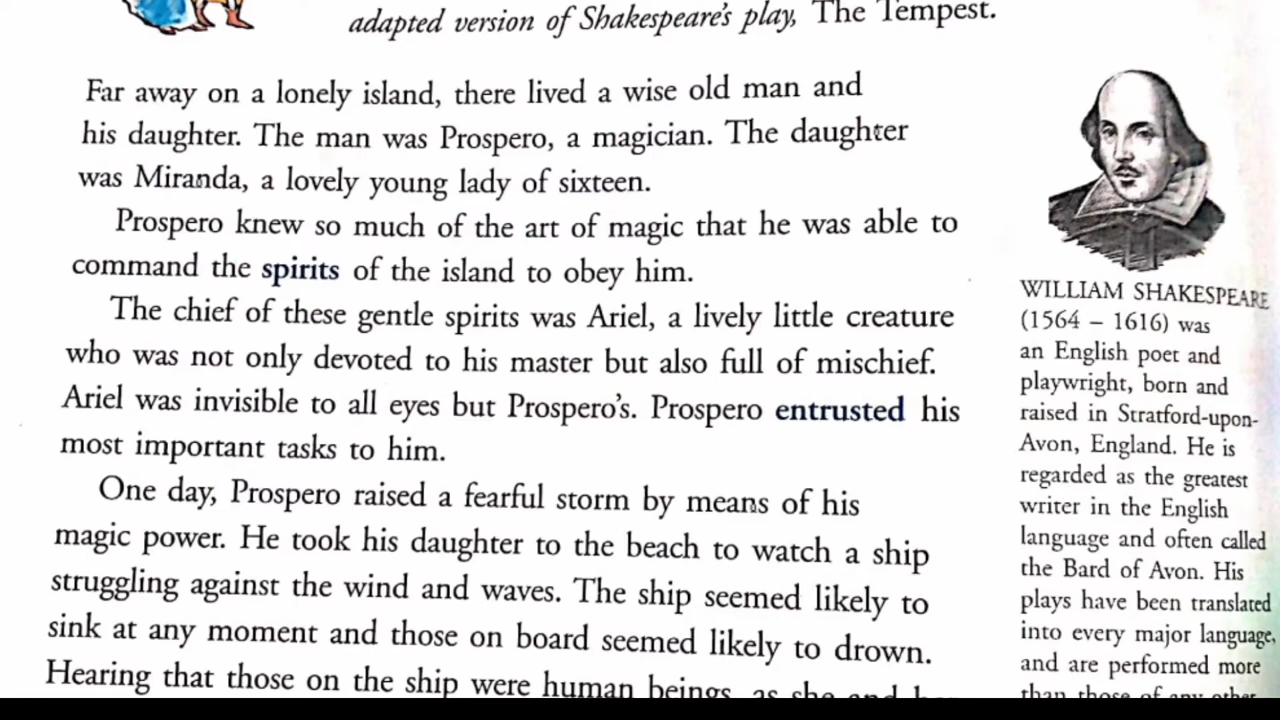 adapted version of Shakespeare's play, The Tempest.
Far away on a lonely island, there lived a wise old man and
his daughter. The man was Prospero, a magician. The daughter
was Miranda, a lovely young lady of sixteen.
Prospero knew so much of the art of magic that he was able to
command the spirits of the island to obey him.
The chief of these gentle spirits was Ariel, a lively little creature
who was not only devoted to his master but also full of mischief.
Ariel was invisible to all eyes but Prospero's. Prospero entrusted his
most important tasks to him.
One day, Prospero raised a fearful storm by means of his
magic power. He took his daughter to the beach to watch a ship
struggling against the wind and waves. The ship seemed likely to
sink at any moment and those on board seemed likely to drown.
Hearing that those on the ship were human beings, as she and
WILLIAM SHAKESPEARE
(1564 – 1616) was
an English poet and
playwright, born and
raised in Stratford-upon-
Avon, England. He is
regarded as the greatest
writer in the English
language and often called
the Bard of Avon. His
plays have been translated
into every major language,
and are performed more
than those of any other